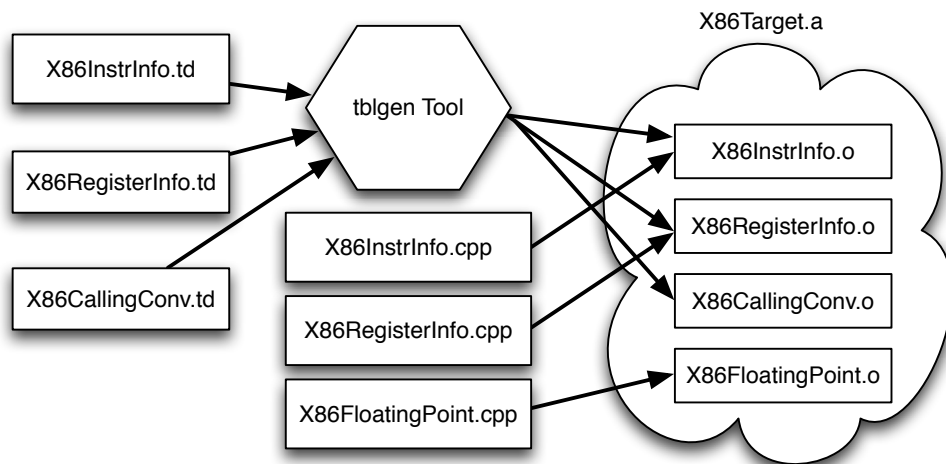 X86Target.a
X86InstrInfo.td
tblgen Tool
X86RegisterInfo.td
X86CallingConv.td
X86InstrInfo.cpp
X86RegisterInfo.cpp
X86FloatingPoint.cpp
X86InstrInfo.o
X86RegisterInfo.o
X86CallingConv.o
X86FloatingPoint.o